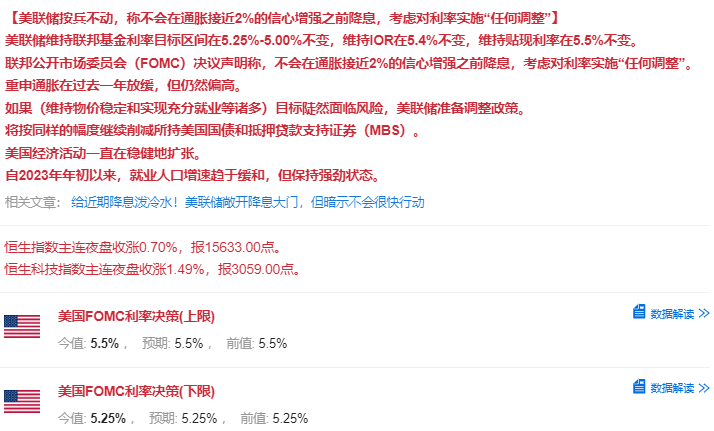 【美联储按兵不动，称不会在通胀接近2%的信心增强之前降息，考虑对利率实施“任何调整”】
美联储维持联邦基金利率目标区间在5.25%-5.00%不变，维持IOR在5.4%不变，维持贴现利率在5.5%不变。
联邦公开市场委员会（FOMC）决议声明称，不会在通胀接近2%的信心增强之前降息，考虑对利率实施“任何调整”。
重申通胀在过去一年放缓，但仍然偏高。
如果（维持物价稳定和实现充分就业等诸多）目标陡然面临风险，美联储准备调整政策。
将按同样的幅度继续削减所持美国国债和抵押贷款支持证券（MBS）。
美国经济活动一直在稳健地扩张。
自2023年年初以来，就业人口增速趋于缓和，但保持强劲状态。
相关文章： 给近期降息泼冷水！美联储敞开降息大门，但暗示不会很快行动
恒生指数主连夜盘收涨0.70%，报15633.00点。
恒生科技指数主连夜盘收涨1.49%，报3059.00点。
美国FOMC利率决策(上限) 数据解读
今值: 5.5% ， 预期: 5.5% ， 前值: 5.5%
美国FOMC利率决策(下限) 数据解读
今值: 5.25% ， 预期: 5.25% ， 前值: 5.25%